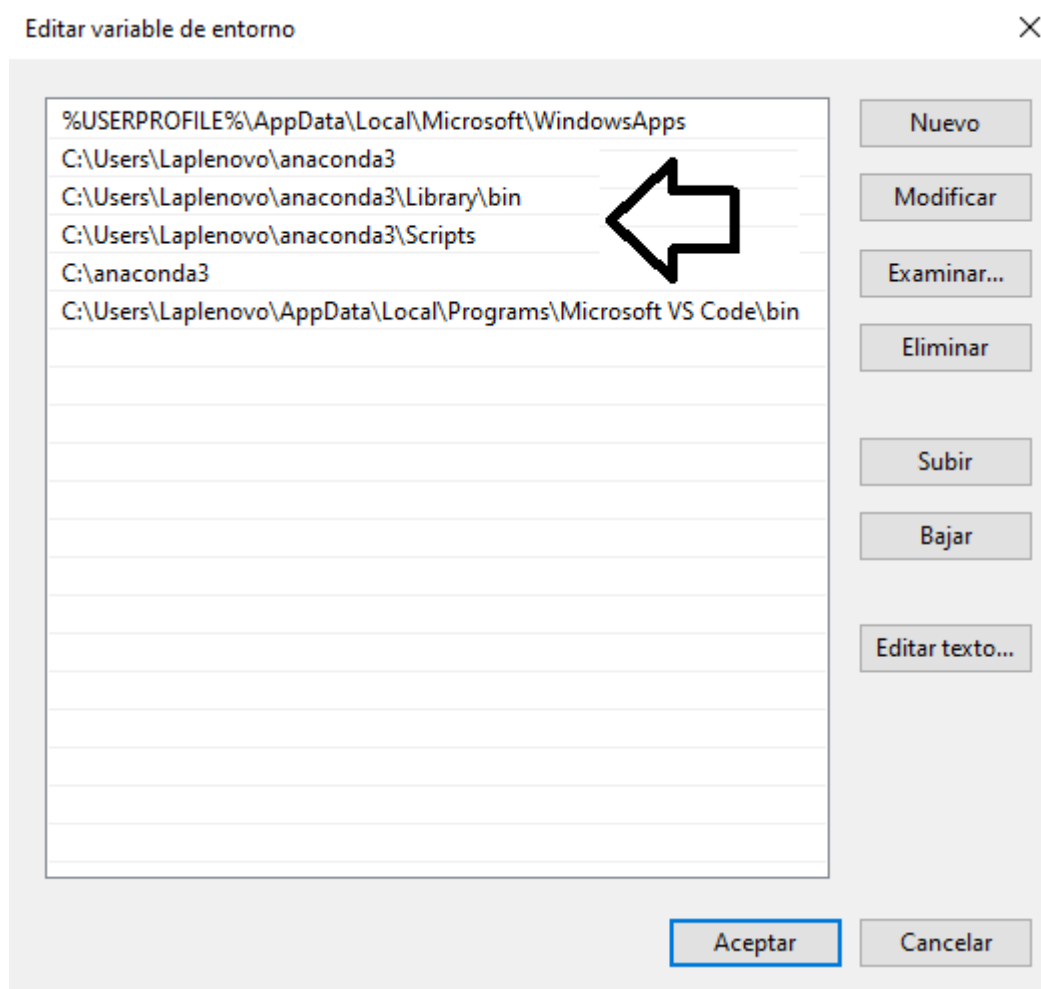 Editar variable de entorno
%USERPROFILE%\AppData\Local\Microsoft\WindowsApps
C:\Users\Laplenovo\anaconda3
C:\Users\Laplenovo\anaconda3\Library\bin
C:\Users\Laplenovo\anaconda3\Scripts
C:\anaconda3
C:\Users\Laplenovo\AppData\Local\Programs\Microsoft VS Code\bin
Nuevo
Modificar
Examinar...
Eliminar
Subir
Bajar
Editar texto...
Aceptar
Cancelar